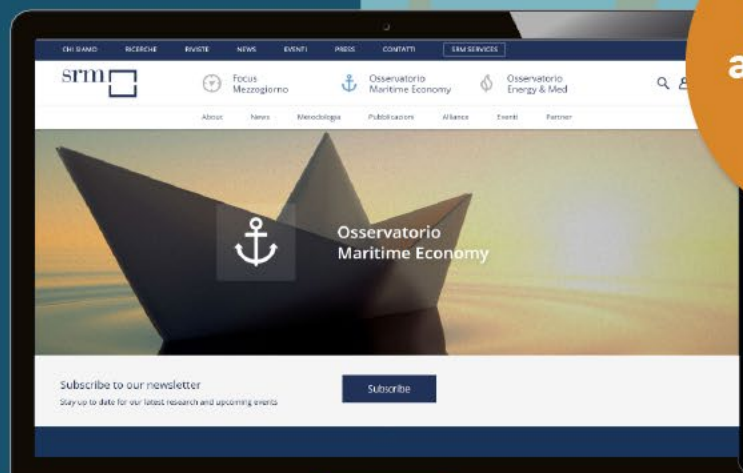 a
CHI SIAMO RICERCHE RIVISTE NEWS EVENTI PRESS CONTATTI SRM SERVICES
srm
Focus
Mezzogiorno
Osservatorio
Maritime Economy
Osservatorio
Energy & Med
About News Metodologia Pubblicazioni Alliance Eventi Partner
Osservatorio
Maritime Economy
Subscribe to our newsletter
Stay up to date for our latest research and upcoming events
Subscribe